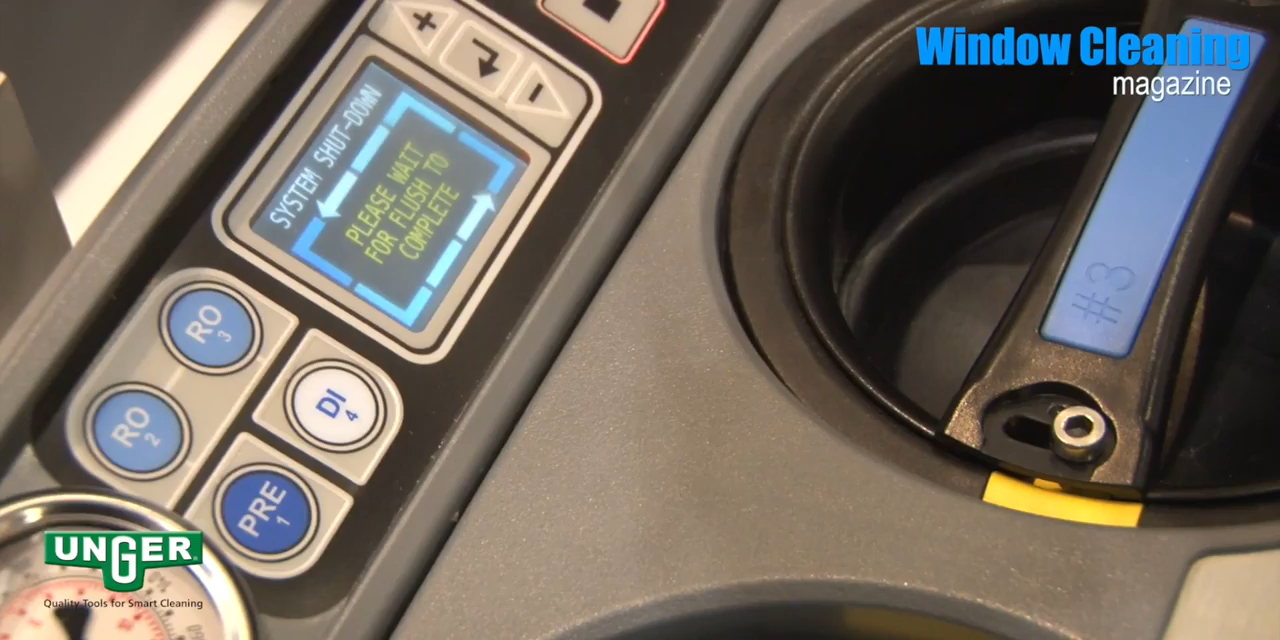 Window Cleaning
magazine
+
-
SYSTEM SHUT-DOWN
PLEASE WAIT
FOR FLUSH TO
COMPLETE
RO
3
RO
2
DI
4
PRE
1
#3
UNGER
Quality Tools for Smart Cleaning